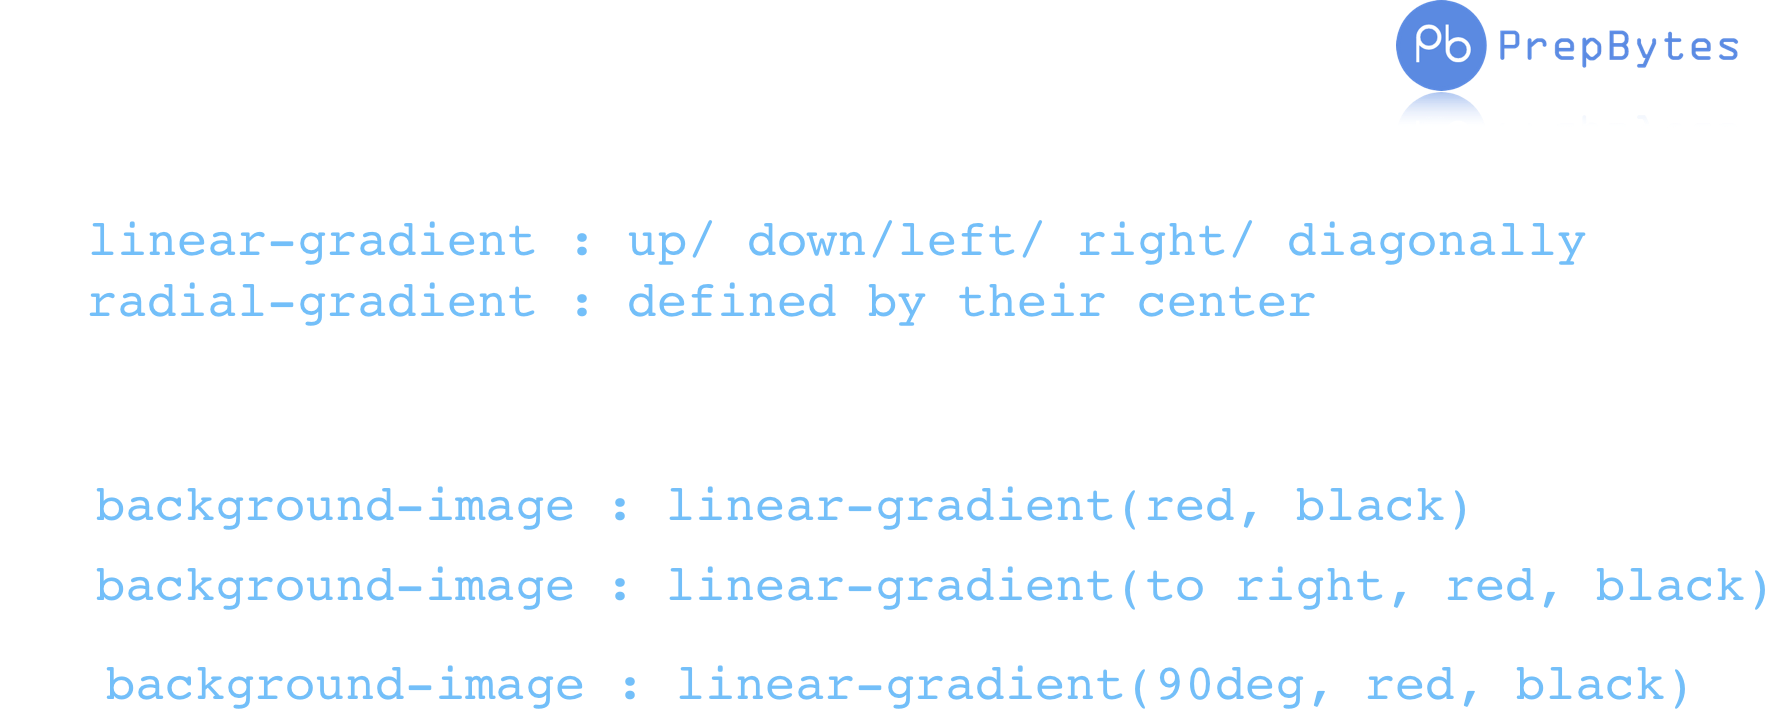 Pb PrepBytes
linear-gradient : up/ down/left/ right/ diagonally
radial-gradient : defined by their center
background-image : linear-gradient(red, black)
background-image : linear-gradient(to right, red, black)
background-image : linear-gradient(90deg, red, black)